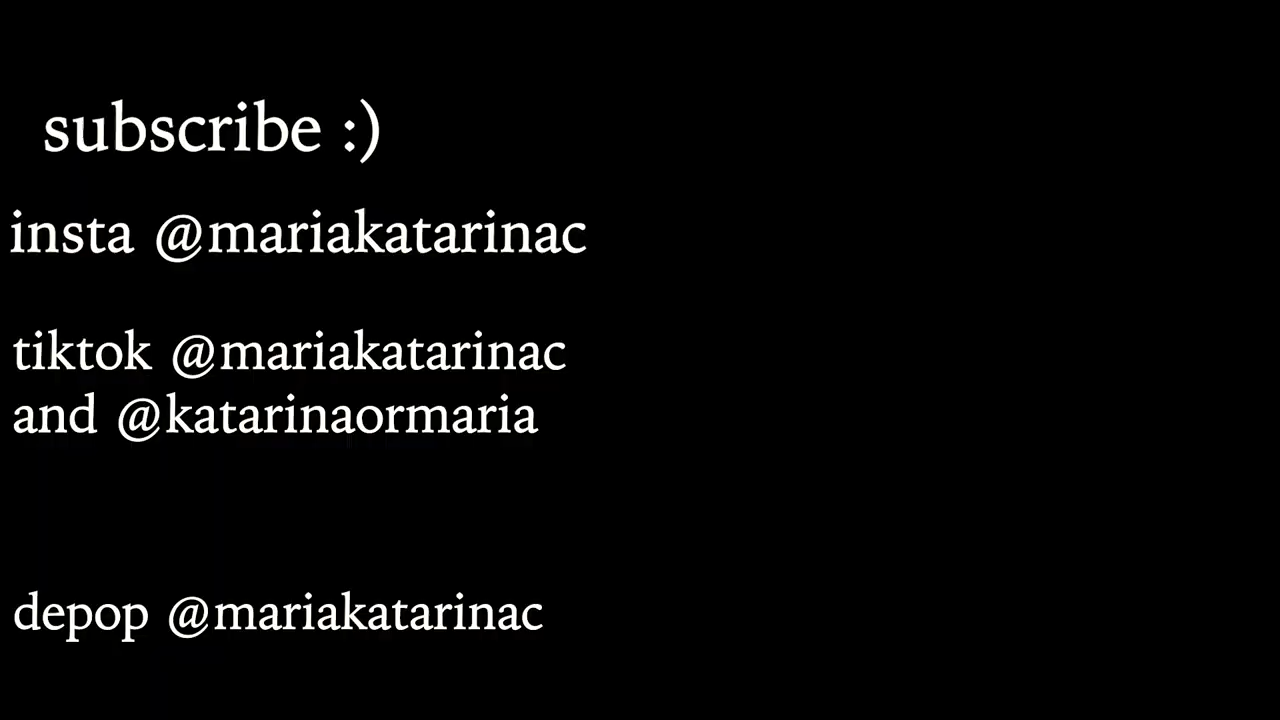 subscribe :)
insta @mariakatarinac
tiktok @mariakatarinac
and @katarinaormaria
depop @mariakatarinac